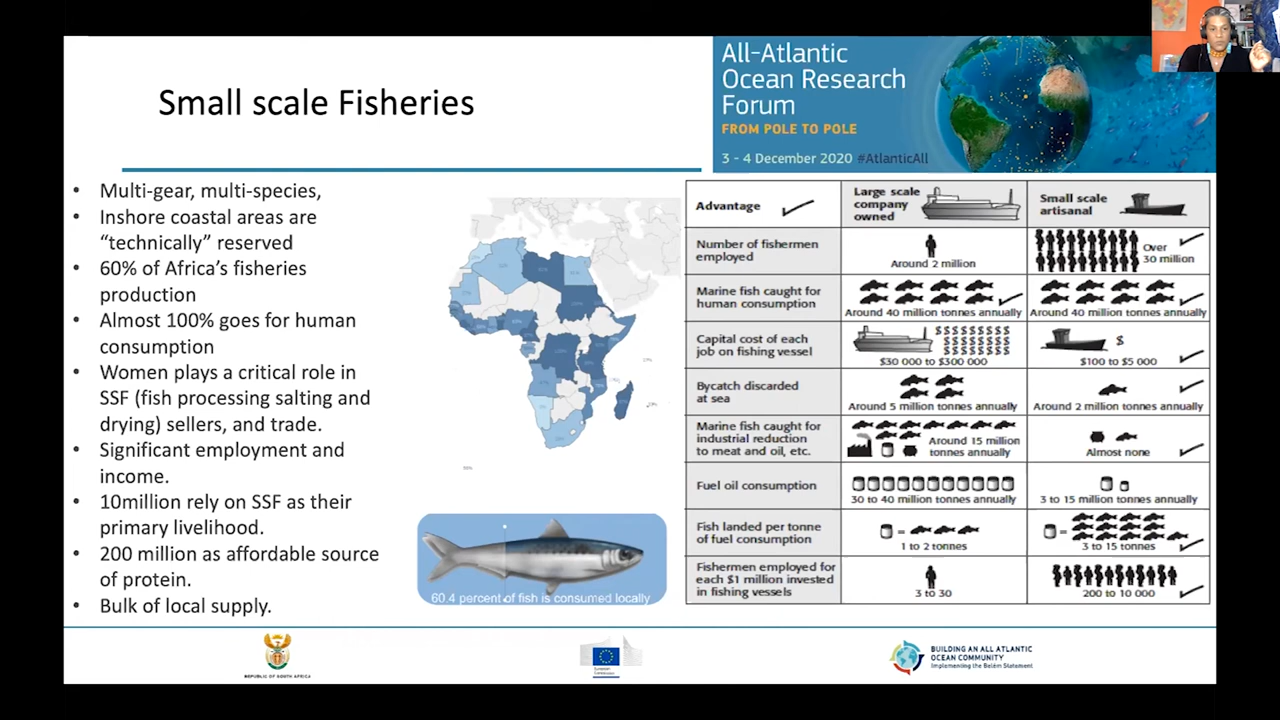 Small scale Fisheries
All-Atlantic
Ocean Research
Forum
FROM POLE TO POLE
3 - 4 December 2020 #AtlanticAll
• Multi-gear, multi-species,
• Inshore coastal areas are
“technically” reserved
• 60% of Africa’s fisheries
production
• Almost 100% goes for human
consumption
• Women plays a critical role in
SSF (fish processing salting and
drying) sellers, and trade.
• Significant employment and
income.
• 10million rely on SSF as their
primary livelihood.
• 200 million as affordable source
of protein.
• Bulk of local supply.
60.4 percent of fish is consumed locally
Advantage
Large scale
company
owned
Small scale
artisanal
Number of fishermen
employed
Around 2 million
Over
30 million
Marine fish caught for
human consumption
Around 40 million tonnes annually
Around 40 million tonnes annually
Capital cost of each
job on fishing vessel
$$$$$$$$$
$$$$$$$$$
$$$$$$$$$
$30 000 to $300 000
$
$100 to $5 000
Bycatch discarded
at sea
Around 5 million tonnes annually
Around 2 million tonnes annually
Marine fish caught for
industrial reduction
to meat and oil, etc.
Around 15 million
tonnes annually
Almost none
Fuel oil consumption
30 to 40 million tonnes annually
3 to 15 million tonnes annually
Fish landed per tonne
of fuel consumption
=
1 to 2 tonnes
=
3 to 15 tonnes
Fishermen employed for
each $1 million invested
in fishing vessels
3 to 30
200 to 10 000
REPUBLIC OF SOUTH AFRICA
European
Commission
BUILDING AN ALL ATLANTIC
OCEAN COMMUNITY
Implementing the Belém Statement